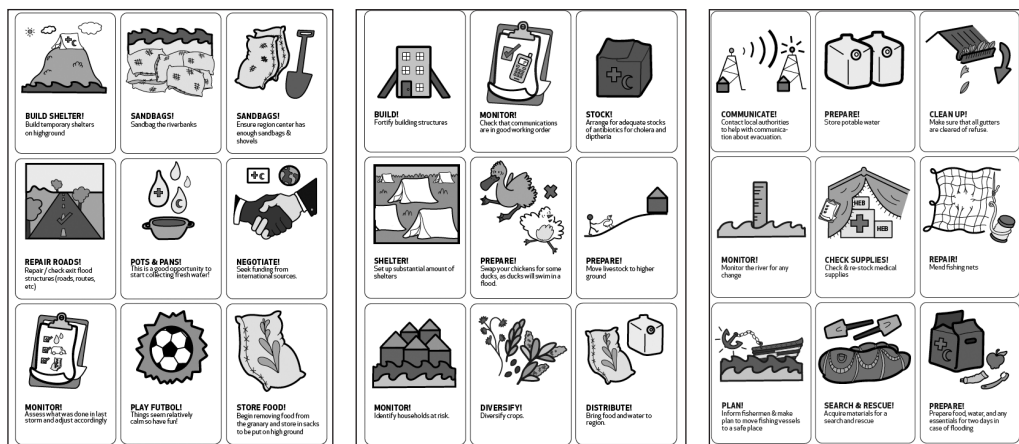 BUILD SHELTER!
Build temporary shelters
on highground
SANDBAGS!
Sandbag the riverbanks
SANDBAGS!
Ensure region center has
enough sandbags &
shovels
REPAIR ROADS!
Repair / check exit flood
structures (roads, routes,
etc)
POTS & PANS!
This is a good opportunity to
start collecting fresh water!
NEGOTIATE!
Seek funding from
international sources.
MONITOR!
Assess what was done in last
storm and adjust accordingly
PLAY FUTBOL!
Things seem relatively
calm so have fun!
STORE FOOD!
Begin removing food from
the granary and store in sacks
to be put on high ground
BUILD!
Fortify building structures
MONITOR!
Check that communications
are in good working order
STOCK!
Arrange for adequate stocks
of antibiotics for cholera and
diptheria
SHELTER!
Set up substantial amount of
shelters
PREPARE!
Swap your chickens for some
ducks, as ducks will swim in a
flood.
PREPARE!
Move livestock to higher
ground
MONITOR!
Identify households at risk.
DIVERSIFY!
Diversify crops.
DISTRIBUTE!
Bring food and water to
region.
COMMUNICATE!
Contact local authorities
to help with communica-
tion about evacuation.
PREPARE!
Store potable water
CLEAN UP!
Make sure that all gutters
are cleared of refuse.
MONITOR!
Monitor the river for any
change
HEB
HEB
CHECK SUPPLIES!
Check & re-stock medical
supplies
REPAIR!
Mend fishing nets
PLAN!
Inform fishermen & make
plan to move fishing vessels
to a safe place
SEARCH & RESCUE!
Acquire materials for a
search and rescue
PREPARE!
Prepare food, water, and any
essentials for two days in
case of flooding